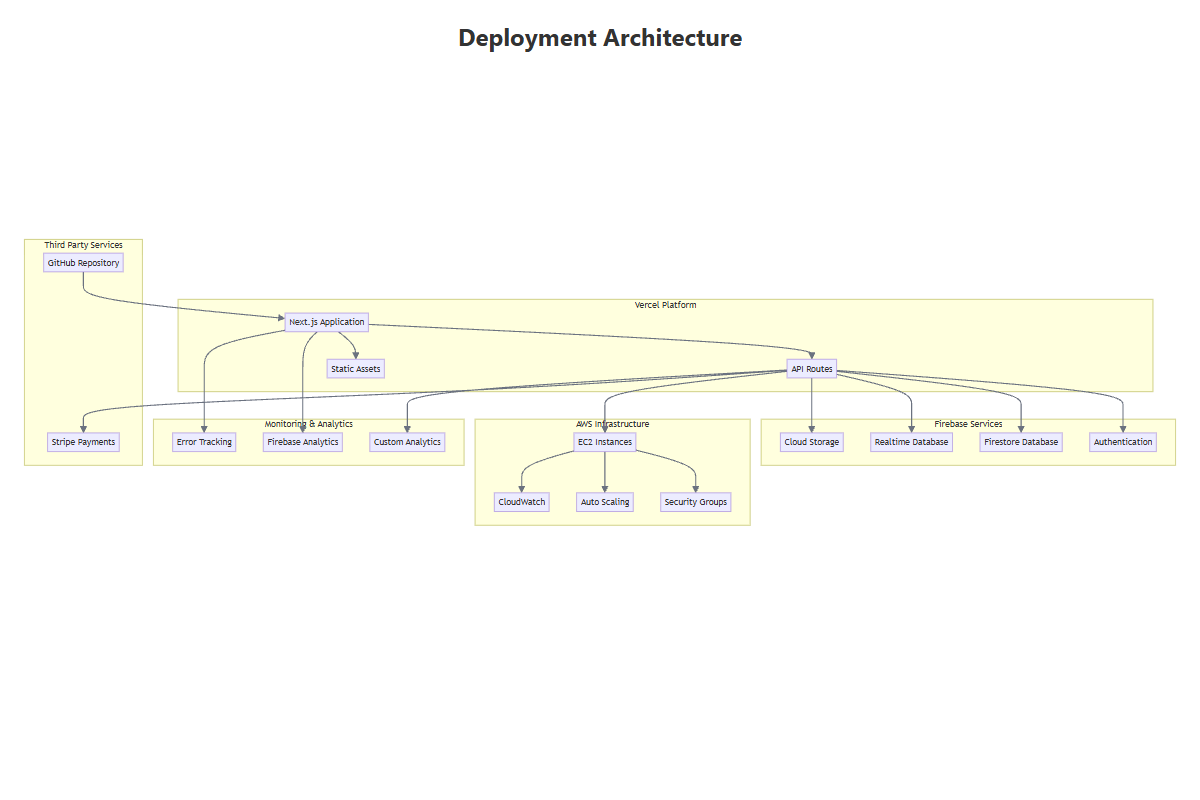 Deployment Architecture
Third Party Services
GitHub Repository
Vercel Platform
Next.js Application
Static Assets
API Routes
Stripe Payments
Monitoring & Analytics
Error Tracking
Firebase Analytics
Custom Analytics
AWS Infrastructure
EC2 Instances
CloudWatch
Auto Scaling
Security Groups
Firebase Services
Cloud Storage
Realtime Database
Firestore Database
Authentication